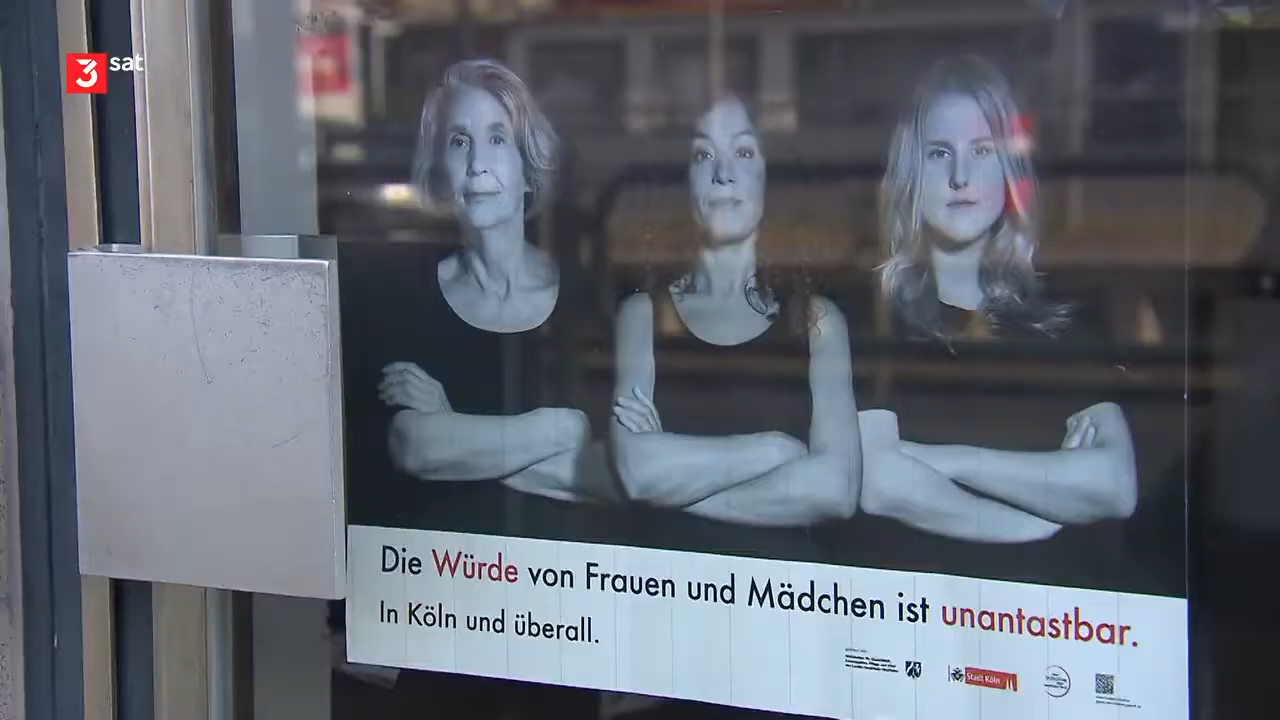 3sat
Die Würde von Frauen und Mädchen ist unantastbar.
In Köln und überall.
Stadt Köln